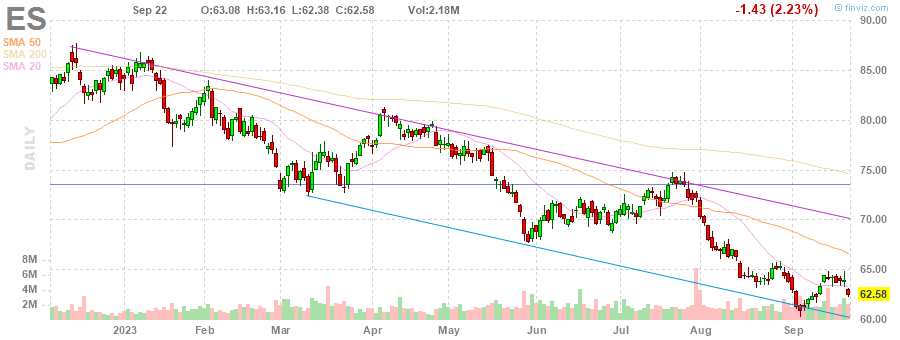 ES Sep 22 O:63.08 H:63.16 L:62.38 C:62.58 Vol:2.18M -1.43 (2.23%) @ finviz.com
SMA 50
SMA 200
SMA 20
DAILY
90.00
85.00
80.00
75.00
70.00
65.00
62.58
60.00
8M
6M
4M
2M
2023 Feb Mar Apr May Jun Jul Aug Sep